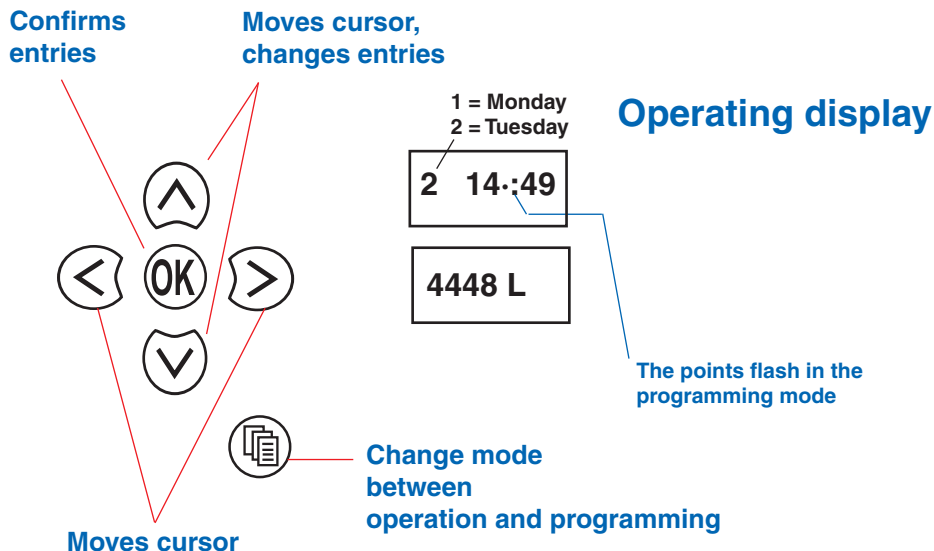 Confirms
entries
Moves cursor,
changes entries
1 = Monday
2 = Tuesday
Operating display
2 14·:49
OK
4448 L
The points flash in the
programming mode
Change mode
between
operation and programming
Moves cursor